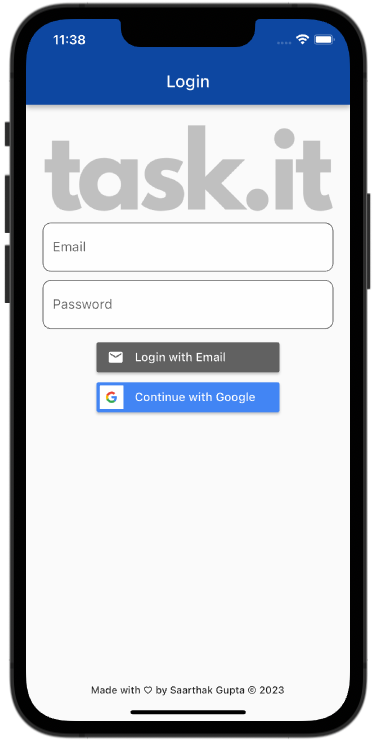 11:38
Login
task.it
Email
Password
Login with Email
G Continue with Google
Made with ♡ by Saarthak Gupta © 2023